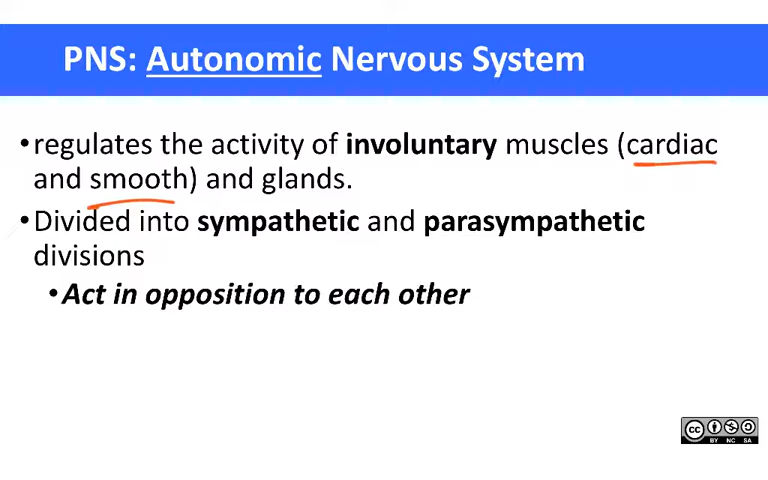 PNS: Autonomic Nervous System
•regulates the activity of involuntary muscles (cardiac
and smooth) and glands.
•Divided into sympathetic and parasympathetic
divisions
•Act in opposition to each other
cc
BY NC SA